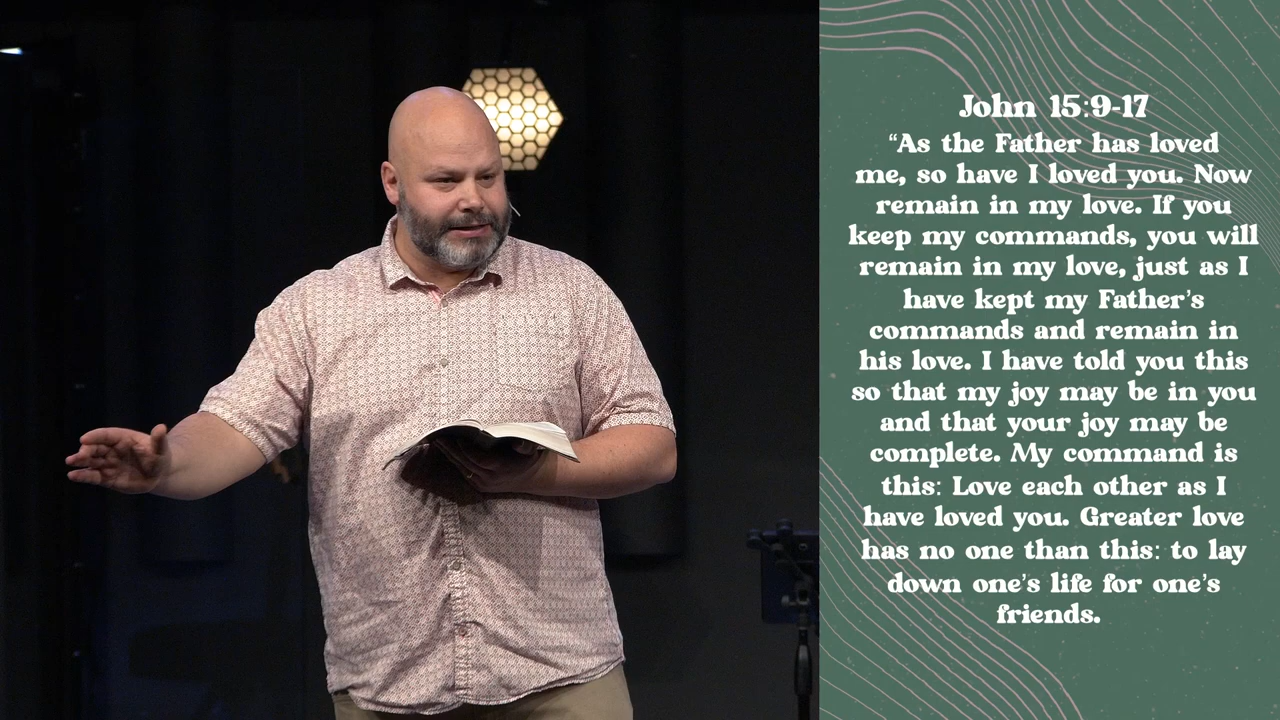 John 15:9-17
“As the Father has loved
me, so have I loved you. Now
remain in my love. If you
keep my commands, you will
remain in my love, just as I
have kept my Father’s
commands and remain in
his love. I have told you this
so that my joy may be in you
and that your joy may be
complete. My command is
this: Love each other as I
have loved you. Greater love
has no one than this: to lay
down one’s life for one’s
friends.